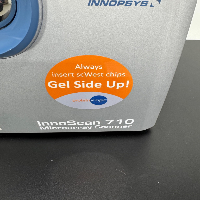 INNOPSYS
Always
insert scWest chips
Gel Side Up!
InnoScan 710
Microarray Scanner